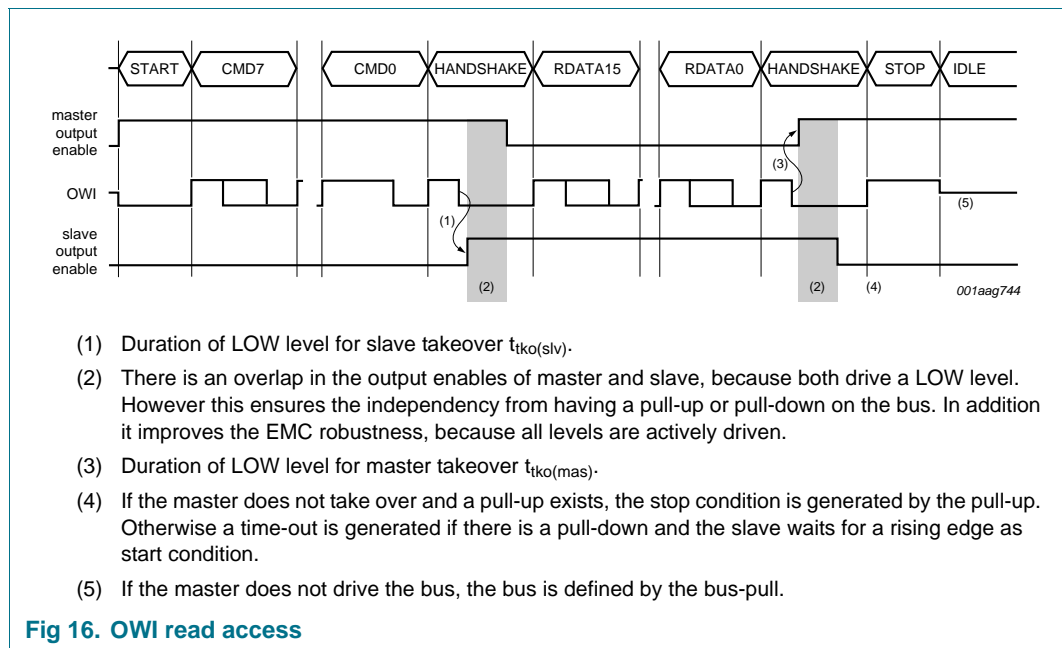 START CMD7 CMD0 HANDSHAKE RDATA15 RDATA0 HANDSHAKE STOP IDLE
master
output
enable
(3)
OWI
(5)
(1)
slave
output
enable
(2) (2) (4)
001aag744
(1) Duration of LOW level for slave takeover ttko(slv).
(2) There is an overlap in the output enables of master and slave, because both drive a LOW level.
However this ensures the independency from having a pull-up or pull-down on the bus. In addition
it improves the EMC robustness, because all levels are actively driven.
(3) Duration of LOW level for master takeover ttko(mas).
(4) If the master does not take over and a pull-up exists, the stop condition is generated by the pull-up.
Otherwise a time-out is generated if there is a pull-down and the slave waits for a rising edge as
start condition.
(5) If the master does not drive the bus, the bus is defined by the bus-pull.
Fig 16. OWI read access